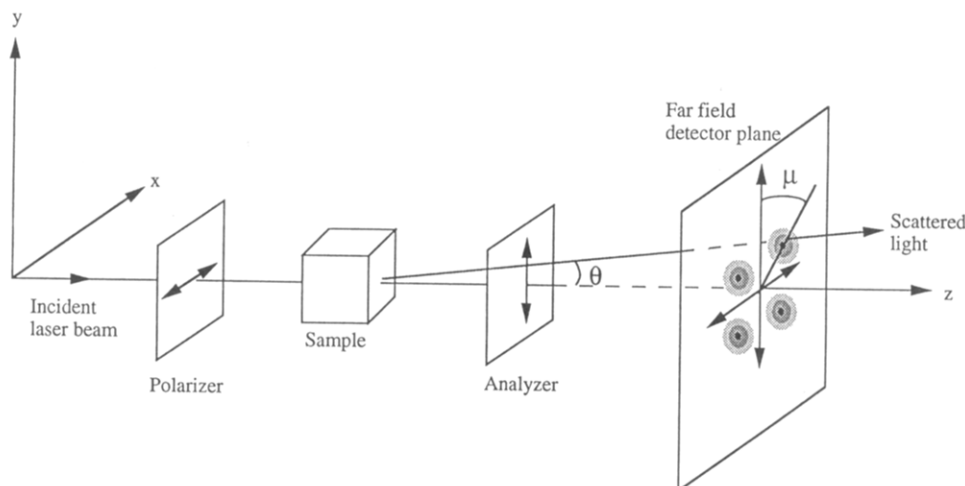 y
Far field
detector plane
x
μ
Scattered
light
θ
z
Incident
laser beam
Sample
Polarizer
Analyzer